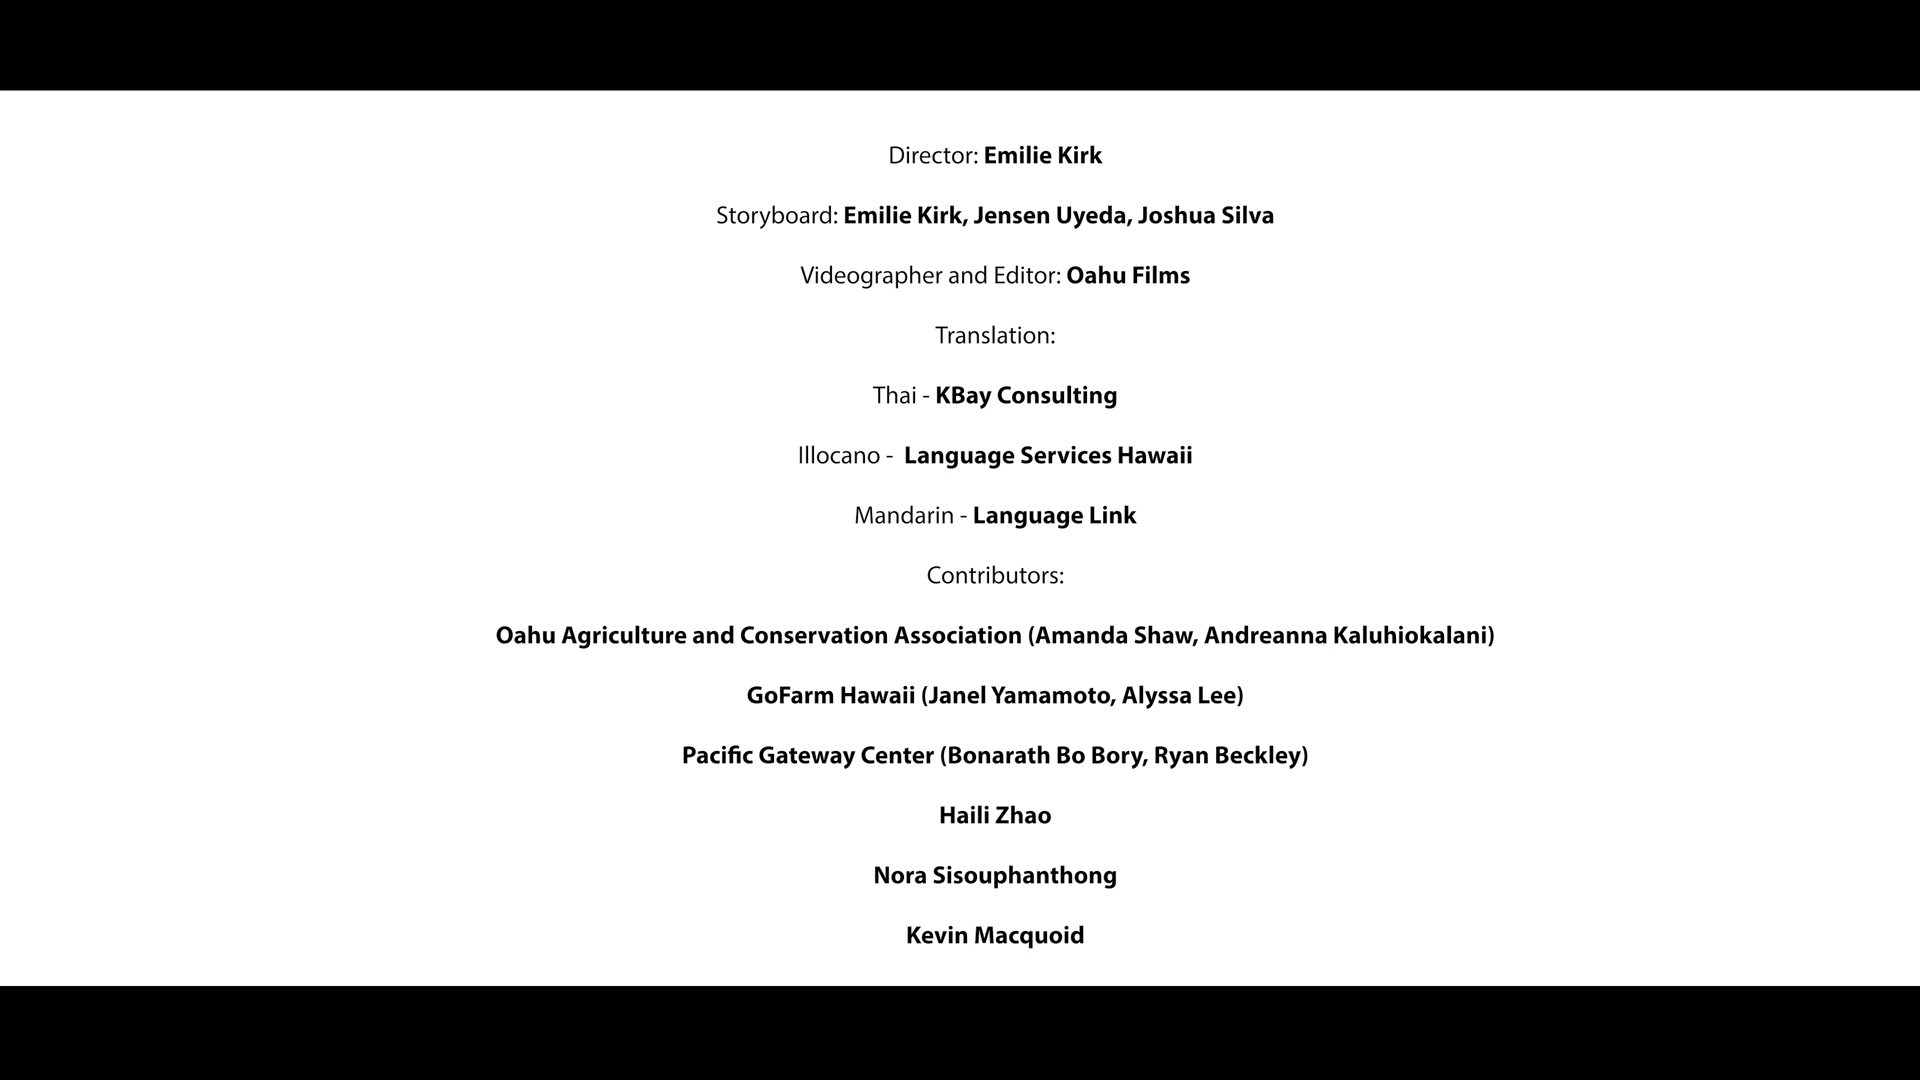 Director: Emilie Kirk
Storyboard: Emilie Kirk, Jensen Uyeda, Joshua Silva
Videographer and Editor: Oahu Films
Translation:
Thai - KBay Consulting
Illocano -  Language Services Hawaii
Mandarin - Language Link
Contributors:
Oahu Agriculture and Conservation Association (Amanda Shaw, Andreanna Kaluhiokalani)
GoFarm Hawaii (Janel Yamamoto, Alyssa Lee)
Pacific Gateway Center (Bonarath Bo Bory, Ryan Beckley)
Haili Zhao
Nora Sisouphanthong
Kevin Macquoid